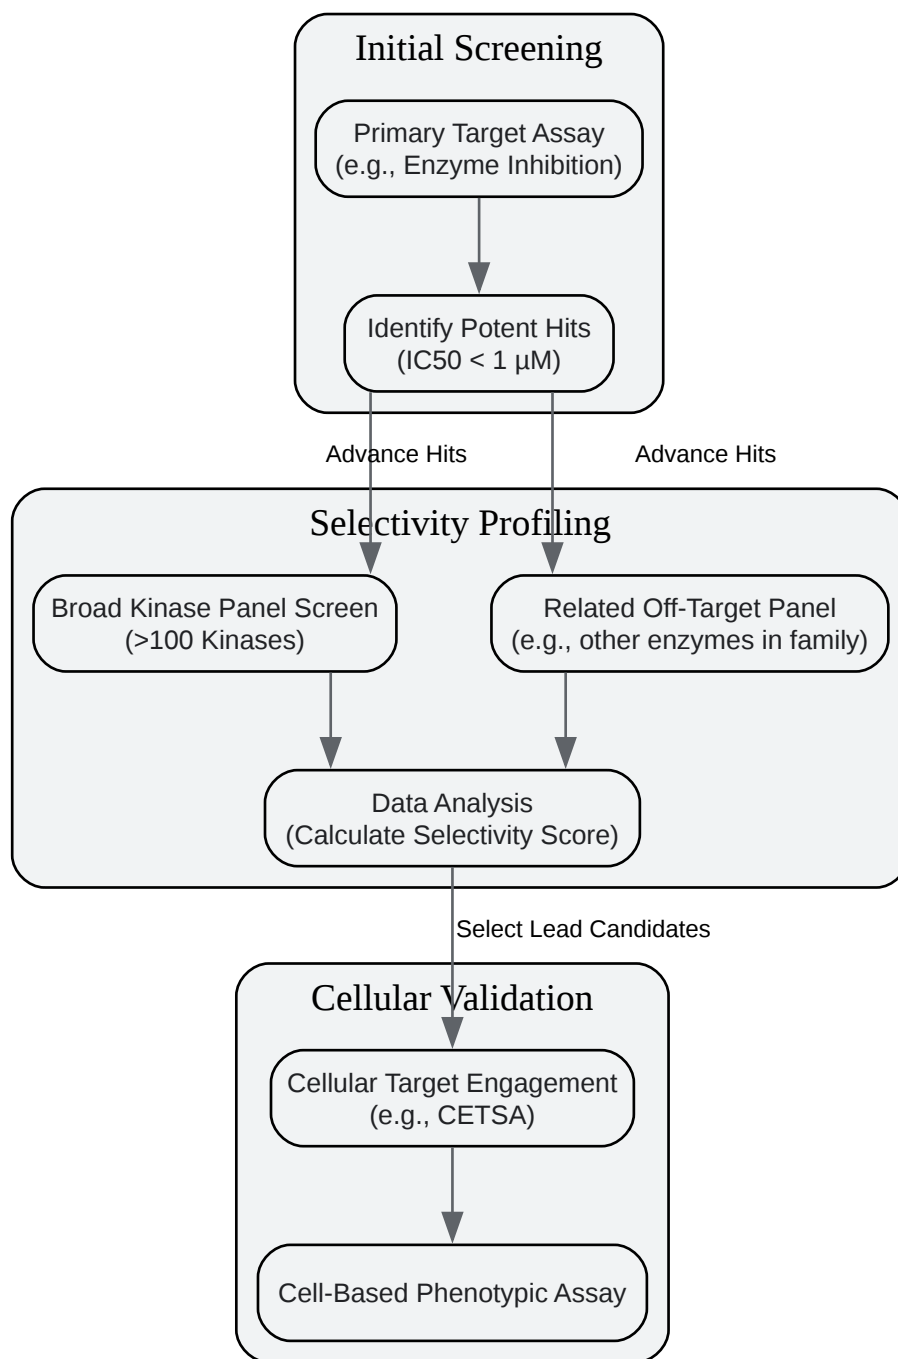 Initial Screening
Primary Target Assay
(e.g., Enzyme Inhibition)
Identify Potent Hits
(IC50 < 1 µM)
Advance Hits
Advance Hits
Selectivity Profiling
Broad Kinase Panel Screen
(>100 Kinases)
Related Off-Target Panel
(e.g., other enzymes in family)
Data Analysis
(Calculate Selectivity Score)
Select Lead Candidates
Cellular Validation
Cellular Target Engagement
(e.g., CETSA)
Cell-Based Phenotypic Assay